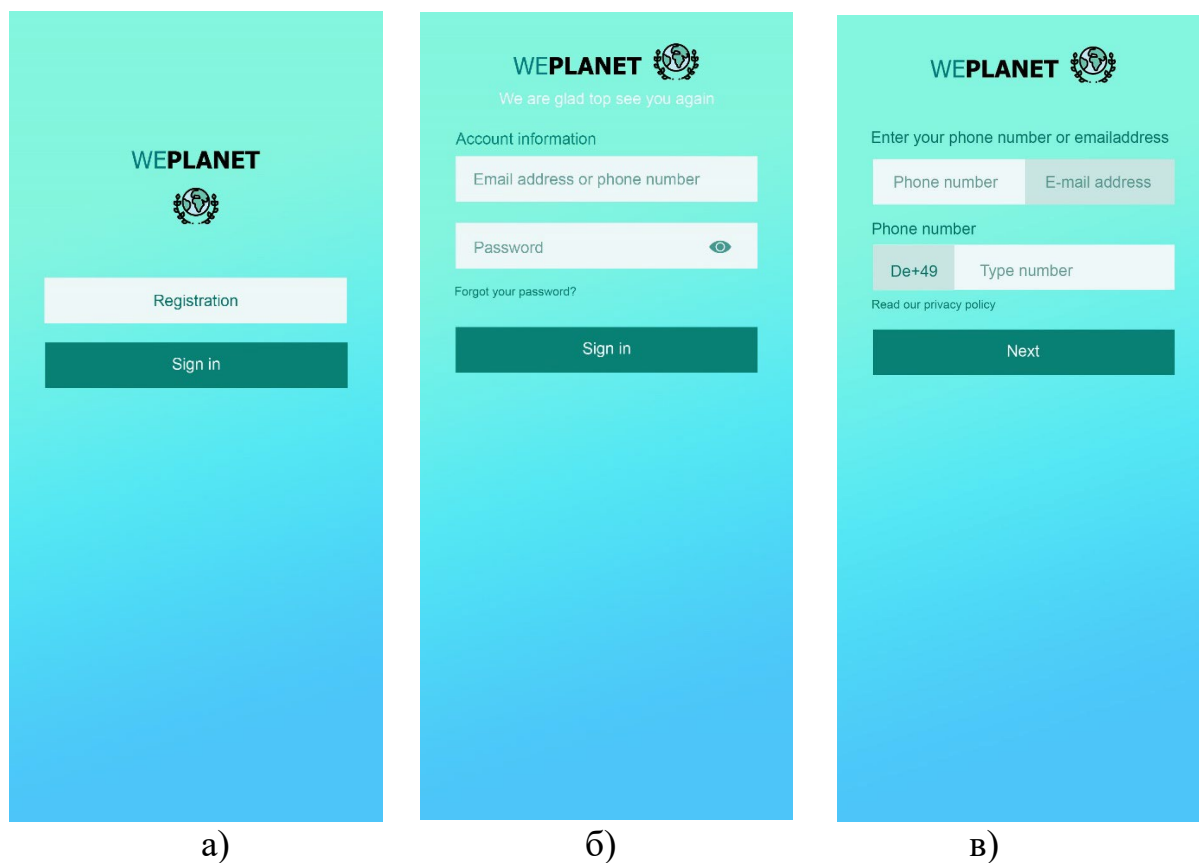 WEPLANET
Registration
Sign in
а)
WEPLANET
We are glad top see you again
Account information
Email address or phone number
Password
Forgot your password?
Sign in
б)
WEPLANET
Enter your phone number or emailaddress
Phone number E-mail address
Phone number
De+49 Type number
Read our privacy policy
Next
в)